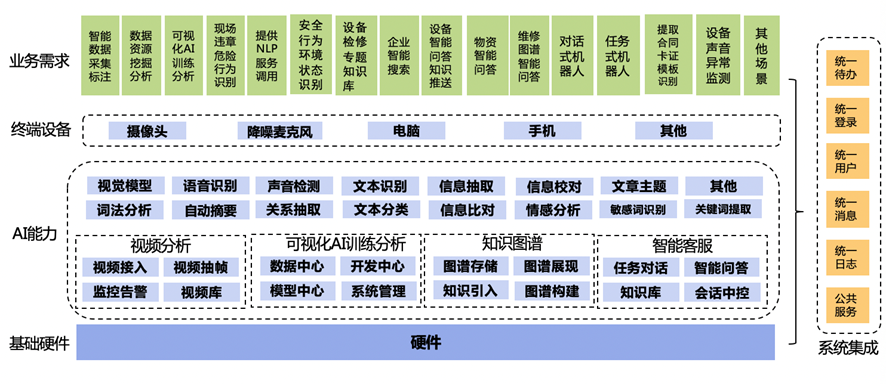 业务需求
智能
数据
采集
标注
数据
资源
挖掘
分析
可视
化AI
训练
分析
现场
违章
危险
行为
识别
提供
NLP
服务
调用
安全
行为
环境
状态
识别
设备
检修
专题
知识
库
企业
智能
搜索
设备
智能
问答
知识
推送
物资
智能
问答
维修
图谱
智能
问答
对话
式机
器人
任务
式机
器人
提取
合同
卡证
模板
识别
设备
声音
异常
监测
其
他
场
景
终端设备
摄像头
降噪麦克风
电脑
手机
其他
AI能力
视觉模型
语音识别
声音检测
文本识别
信息抽取
信息校对
文章主题
其他
词法分析
自动摘要
关系抽取
文本分类
信息比对
情感分析
敏感词识别
关键词提取
视频分析
视频接入
视频抽帧
监控告警
视频库
可视化AI训练分析
数据中心
开发中心
模型中心
系统管理
知识图谱
图谱存储
图谱展现
知识引入
图谱构建
智能客服
任务对话
智能问答
知识库
会话中控
基础硬件
硬件
统一
待办
统一
登录
统一
用户
统一
消息
统一
日志
公共
服务
系统集成